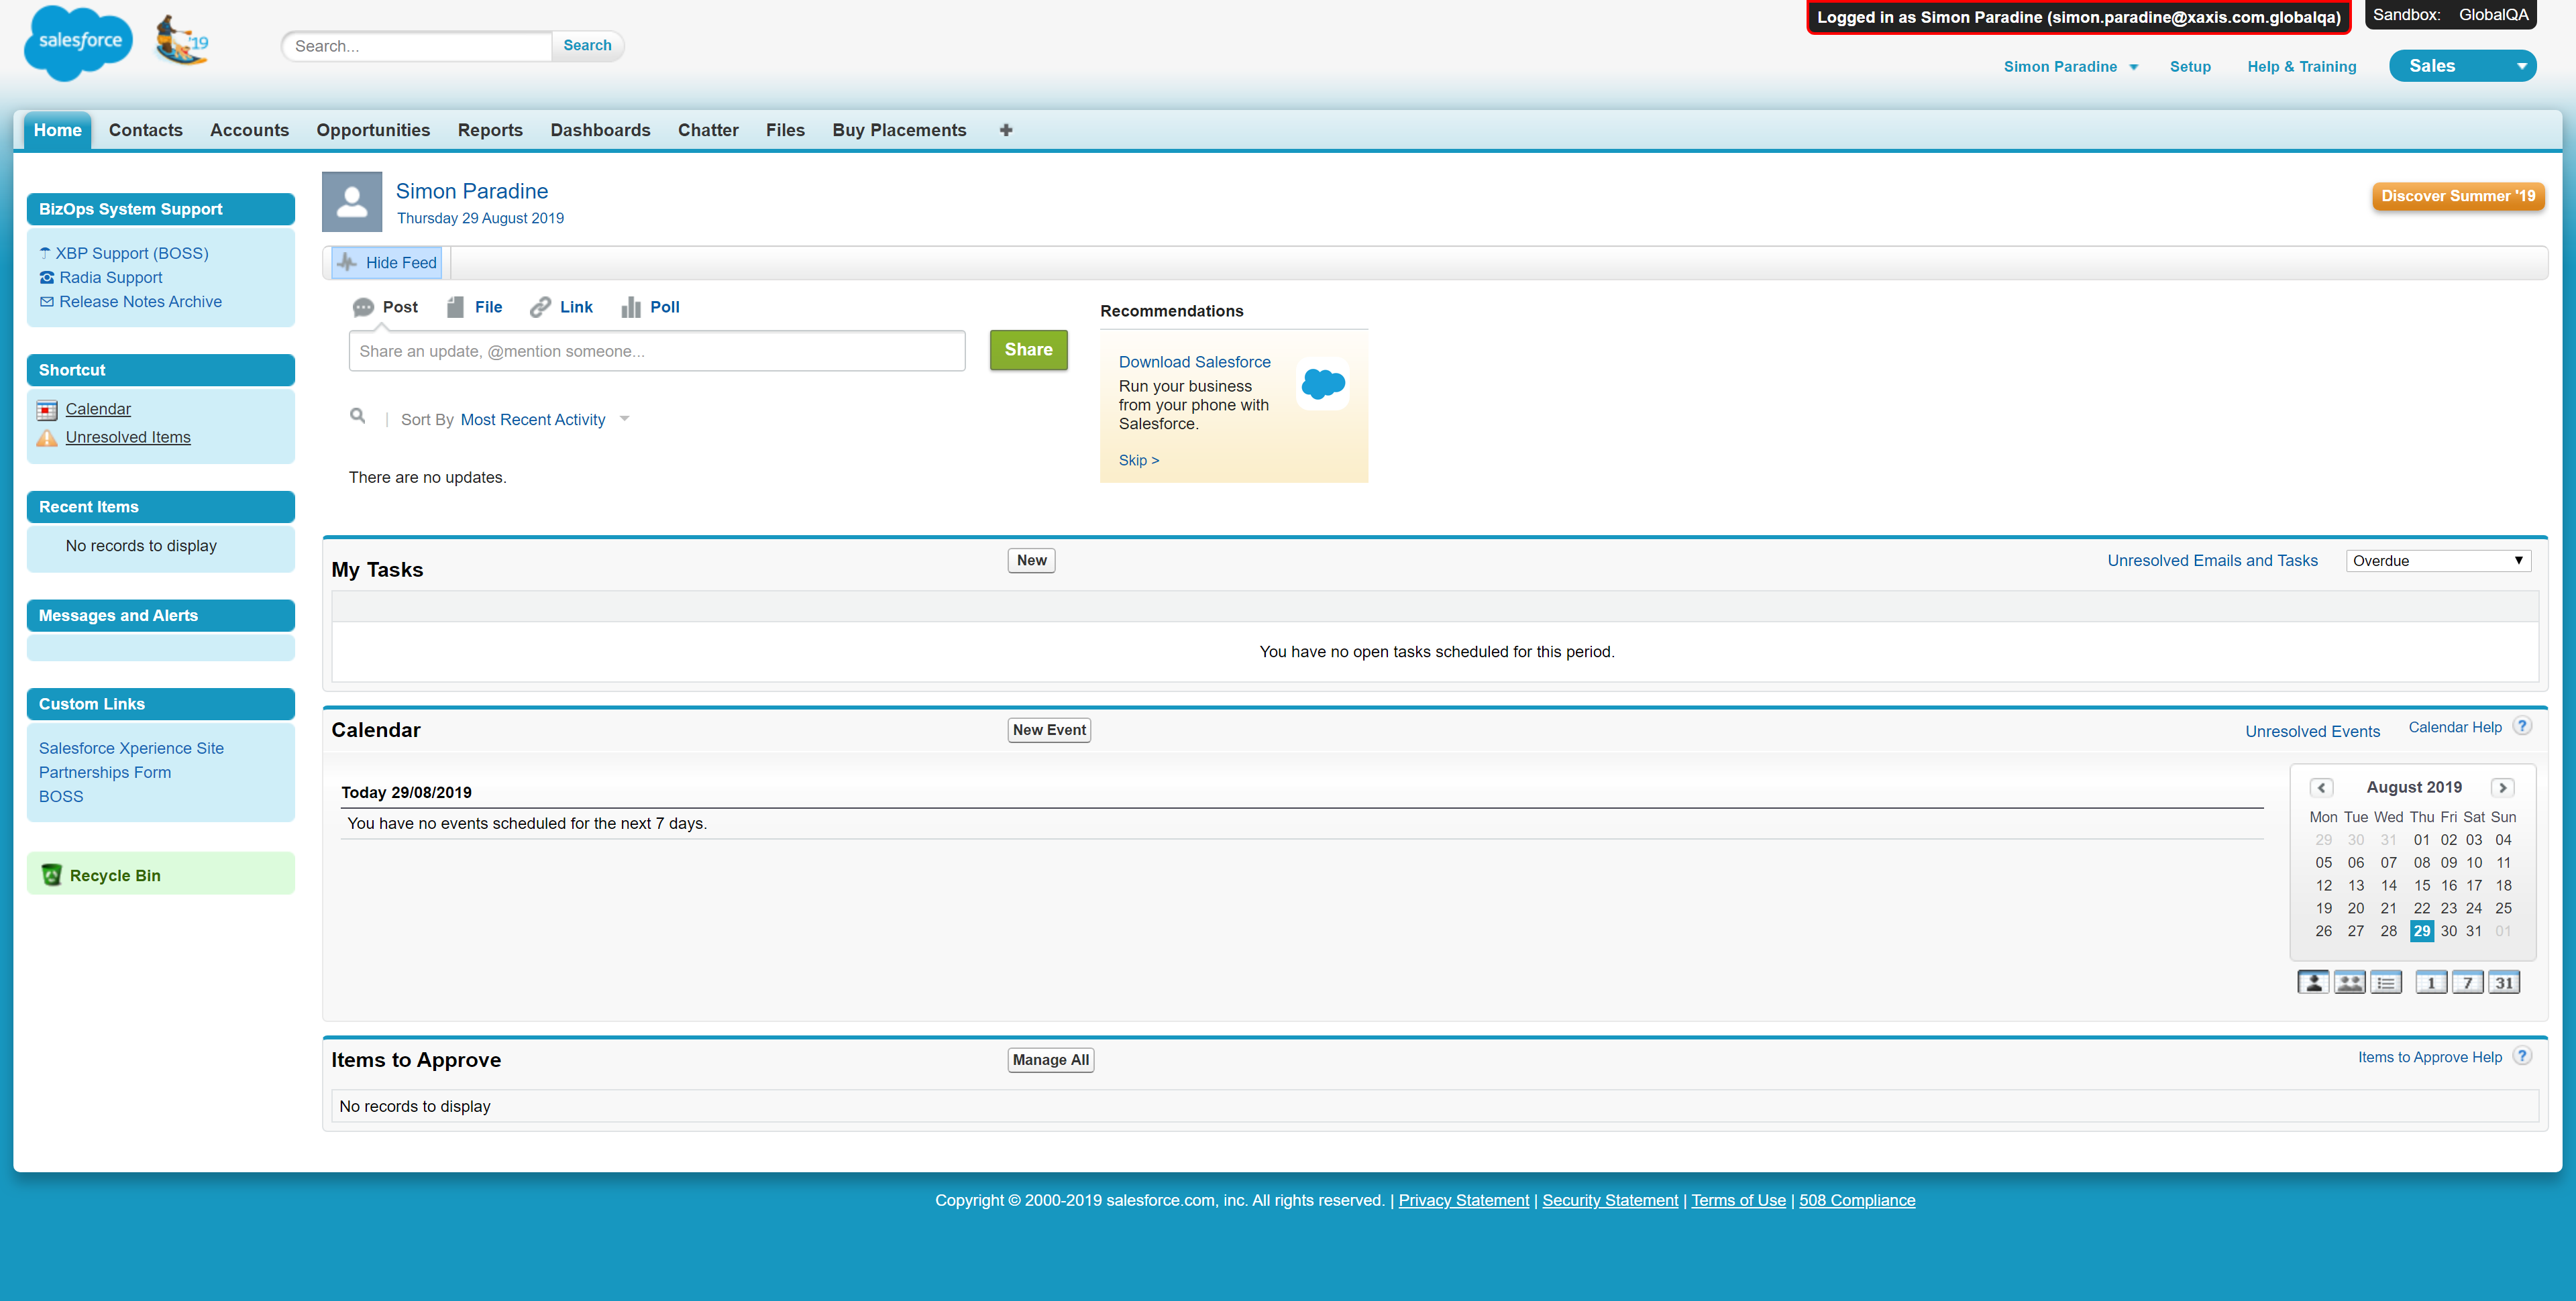 Logged in as Simon Paradine (simon.paradine@xaxis.com.globalqa)
Sandbox: GlobalQA
salesforce
'19
Search...
Search
Simon Paradine
Setup
Help & Training
Sales
Home
Contacts
Accounts
Opportunities
Reports
Dashboards
Chatter
Files
Buy Placements
BizOps System Support
XBP Support (BOSS)
Radia Support
Release Notes Archive
Shortcut
Calendar
Unresolved Items
Recent Items
No records to display
Messages and Alerts
Custom Links
Salesforce Xperience Site
Partnerships Form
BOSS
Recycle Bin
Simon Paradine
Thursday 29 August 2019
Discover Summer '19
Hide Feed
Post
File
Link
Poll
Share an update, @mention someone...
Share
Sort By Most Recent Activity
There are no updates.
Recommendations
Download Salesforce
Run your business
from your phone with
Salesforce.
Skip >
My Tasks
New
Unresolved Emails and Tasks
Overdue
You have no open tasks scheduled for this period.
Calendar
New Event
Unresolved Events
Calendar Help ?
Today 29/08/2019
You have no events scheduled for the next 7 days.
August 2019
Mon Tue Wed Thu Fri Sat Sun
29 30 31 01 02 03 04
05 06 07 08 09 10 11
12 13 14 15 16 17 18
19 20 21 22 23 24 25
26 27 28 29 30 31 01
1 7 31
Items to Approve
Manage All
Items to Approve Help ?
No records to display
Copyright © 2000-2019 salesforce.com, inc. All rights reserved. | Privacy Statement | Security Statement | Terms of Use | 508 Compliance